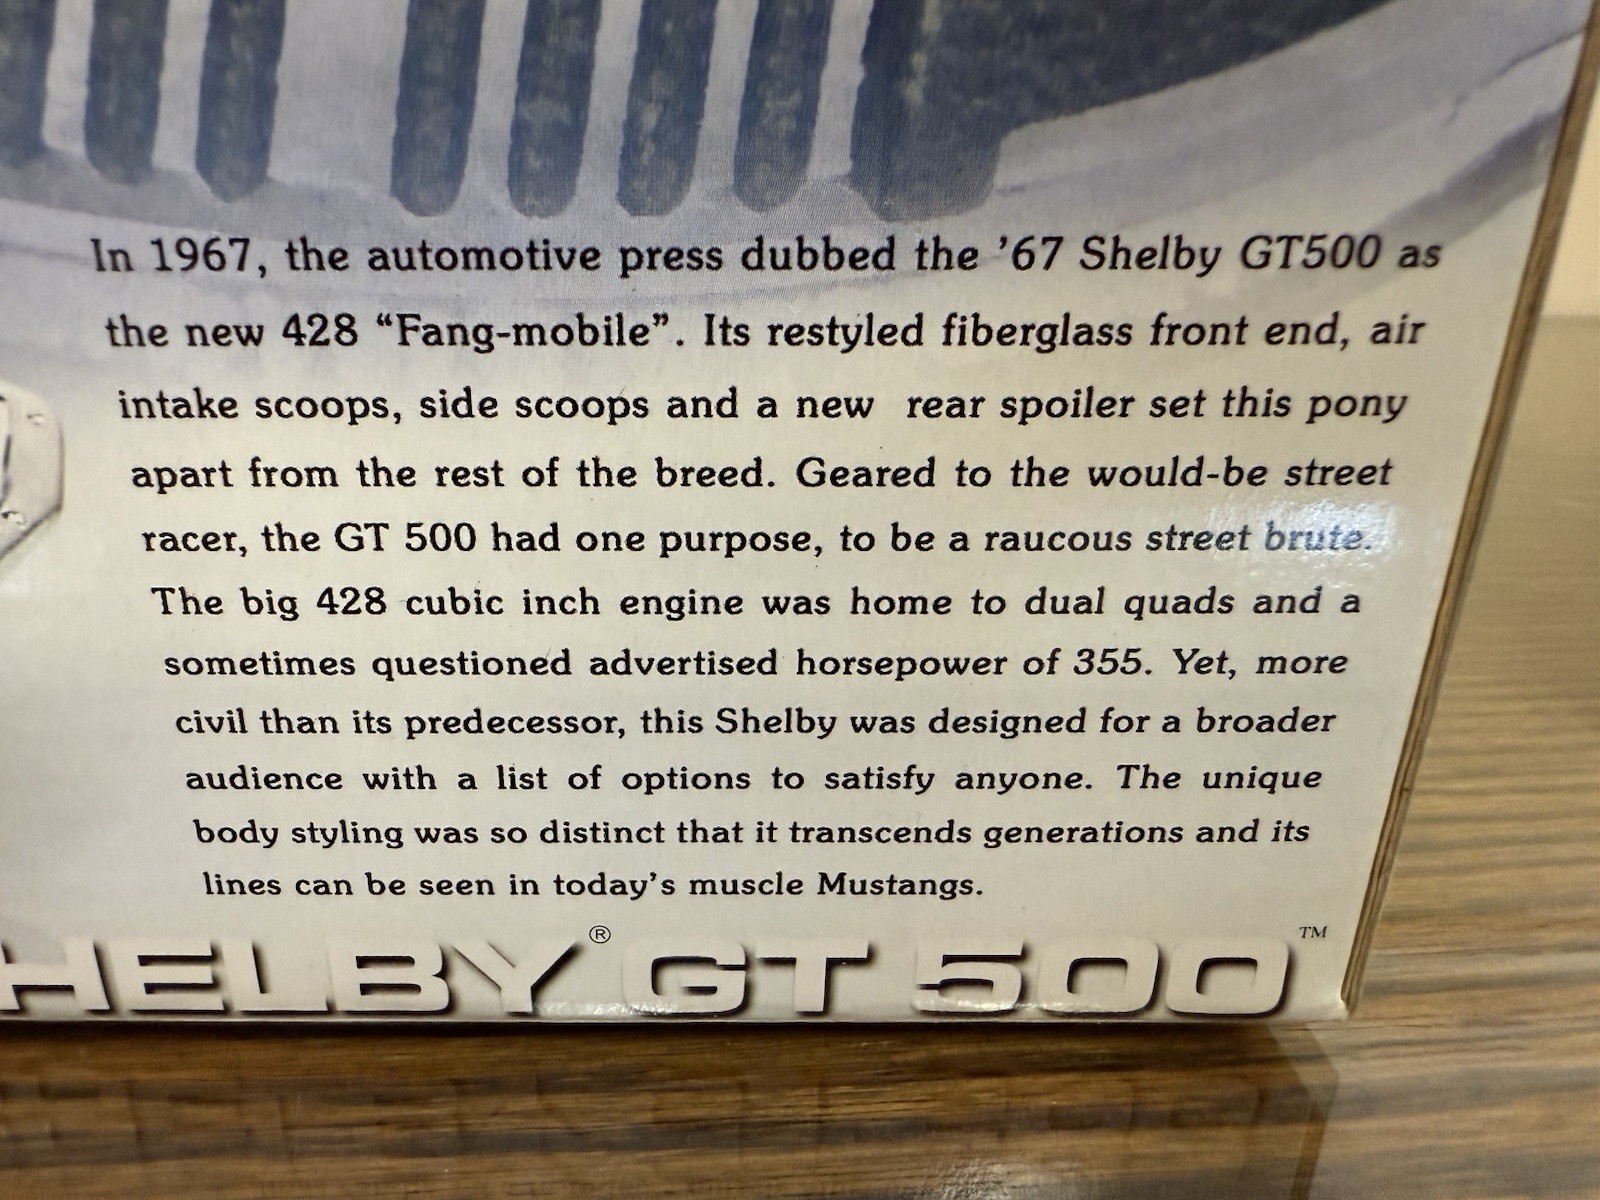 In 1967, the automotive press dubbed the '67 Shelby GT500 as
the new 428 “Fang-mobile”. Its restyled fiberglass front end, air
intake scoops, side scoops and a new rear spoiler set this pony
apart from the rest of the breed. Geared to the would-be street
racer, the GT 500 had one purpose, to be a raucous street brute.
The big 428 cubic inch engine was home to dual quads and a
sometimes questioned advertised horsepower of 355. Yet, more
civil than its predecessor, this Shelby was designed for a broader
audience with a list of options to satisfy anyone. The unique
body styling was so distinct that it transcends generations and its
lines can be seen in today's muscle Mustangs.
HELBY® GT 500™